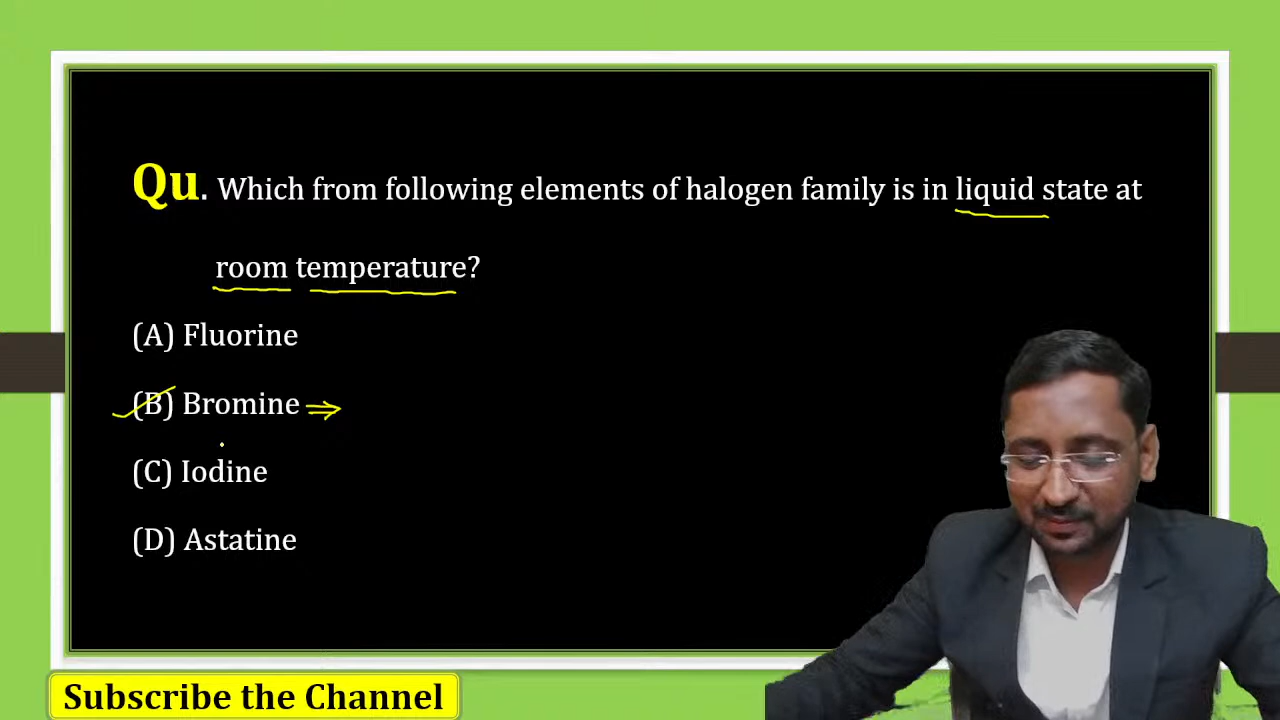 Qu. Which from following elements of halogen family is in liquid state at
room temperature?
(A) Fluorine
(B) Bromine ⇒
(C) Iodine
(D) Astatine
Subscribe the Channel